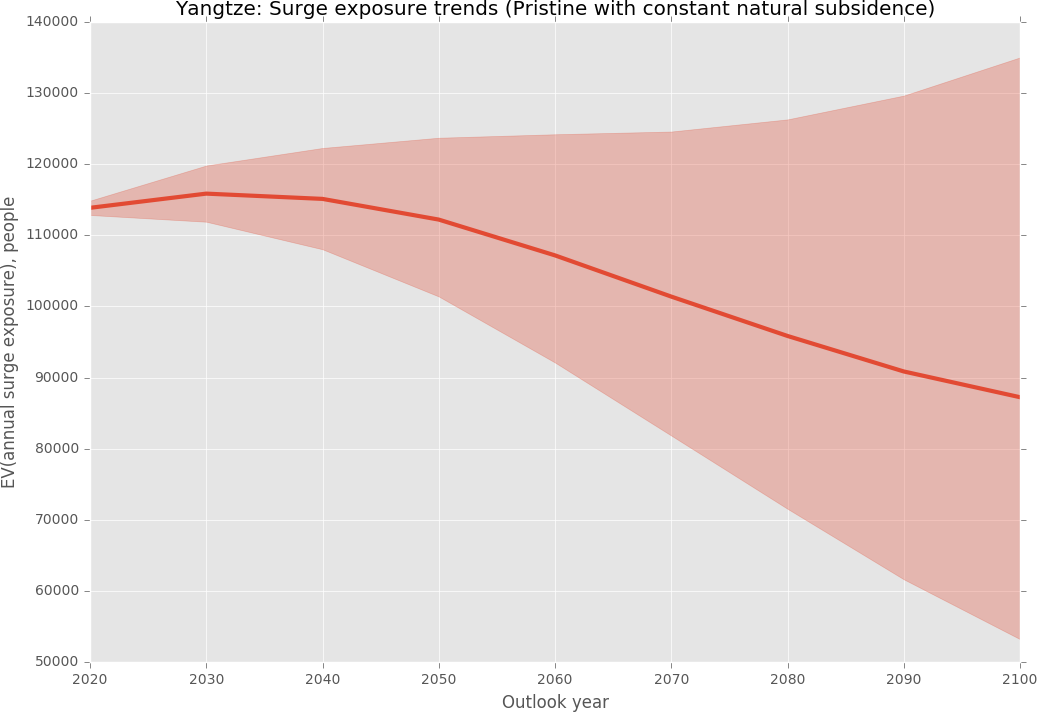 Yangtze: Surge exposure trends (Pristine with constant natural subsidence)
EV(annual surge exposure), people
140000
130000
120000
110000
100000
90000
80000
70000
60000
50000
2020 2030 2040 2050 2060 2070 2080 2090 2100
Outlook year